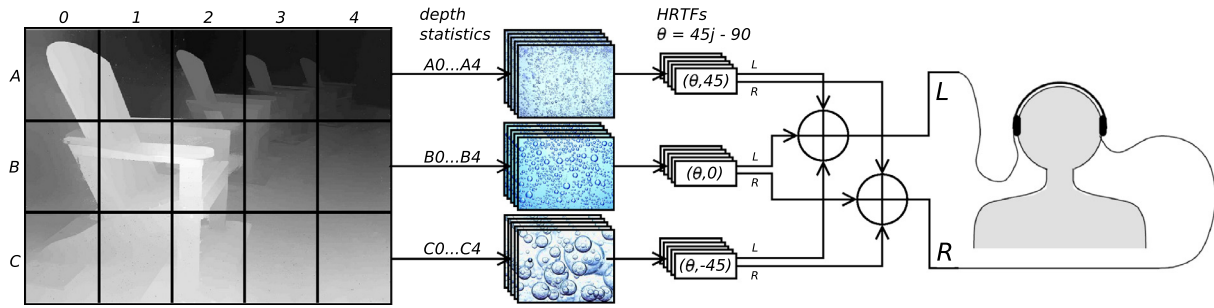 0 1 2 3 4
depth
statistics
HRTFs
θ = 45j - 90
A
A0...A4
(θ,45)
L
R
B
B0...B4
(θ,0)
L
R
C
C0...C4
(θ,-45)
L
R
L
R